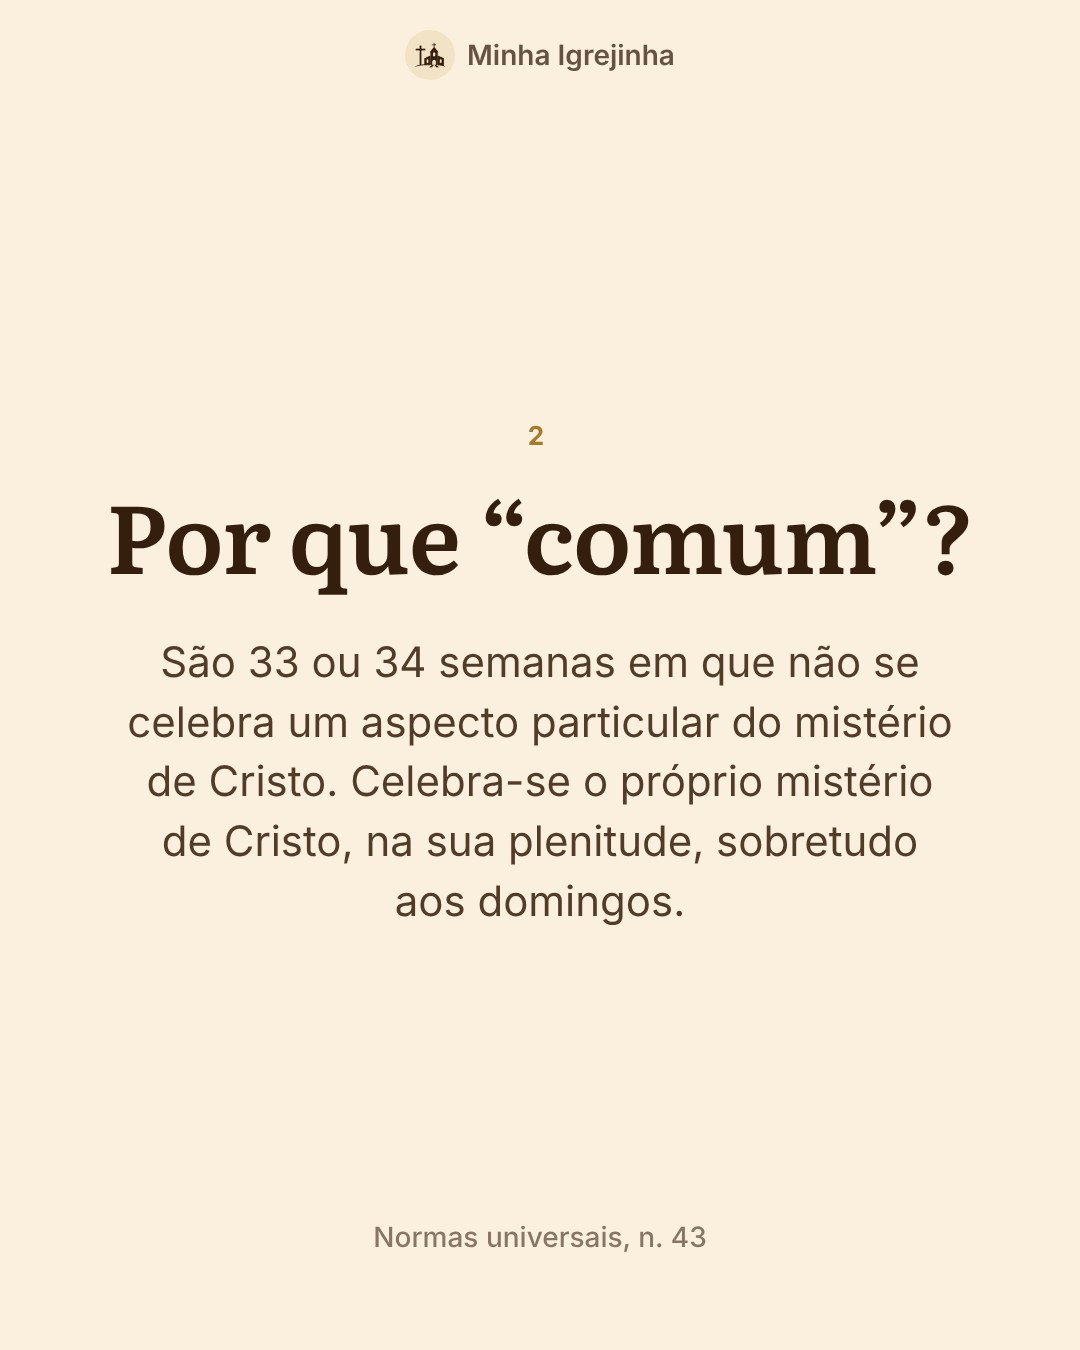 Minha Igrejinha
2
Por que “comum”?
São 33 ou 34 semanas em que não se
celebra um aspecto particular do mistério
de Cristo. Celebra-se o próprio mistério
de Cristo, na sua plenitude, sobretudo
aos domingos.
Normas universais, n. 43